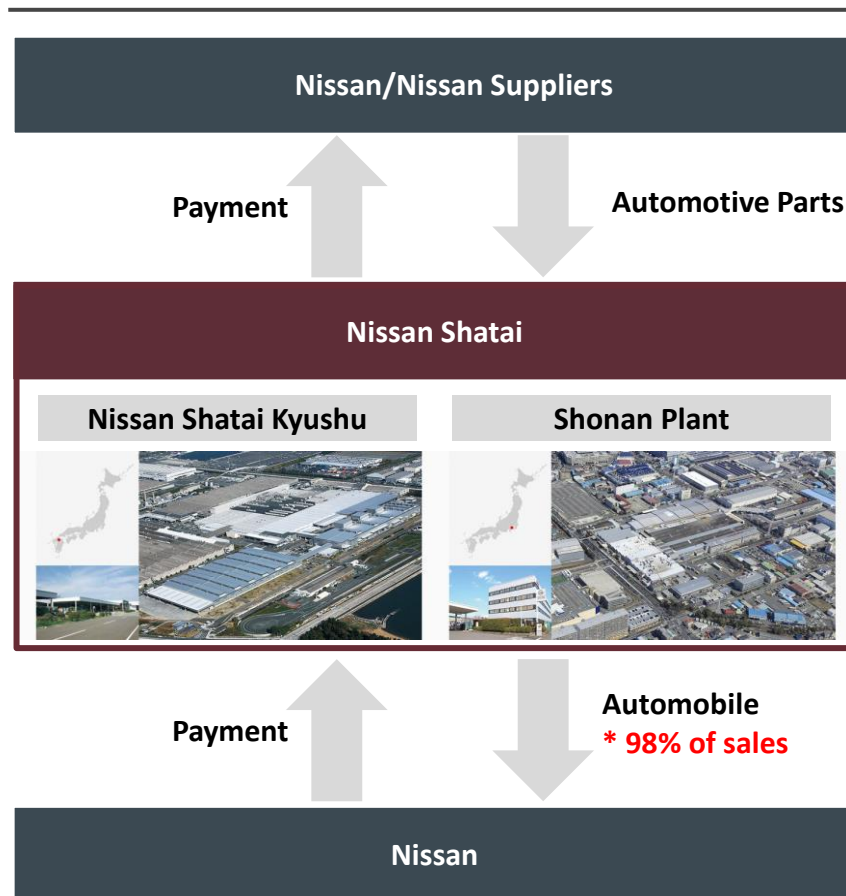 Nissan/Nissan Suppliers
Payment
Automotive Parts
Nissan Shatai
Nissan Shatai Kyushu
Shonan Plant
Payment
Automobile
* 98% of sales
Nissan